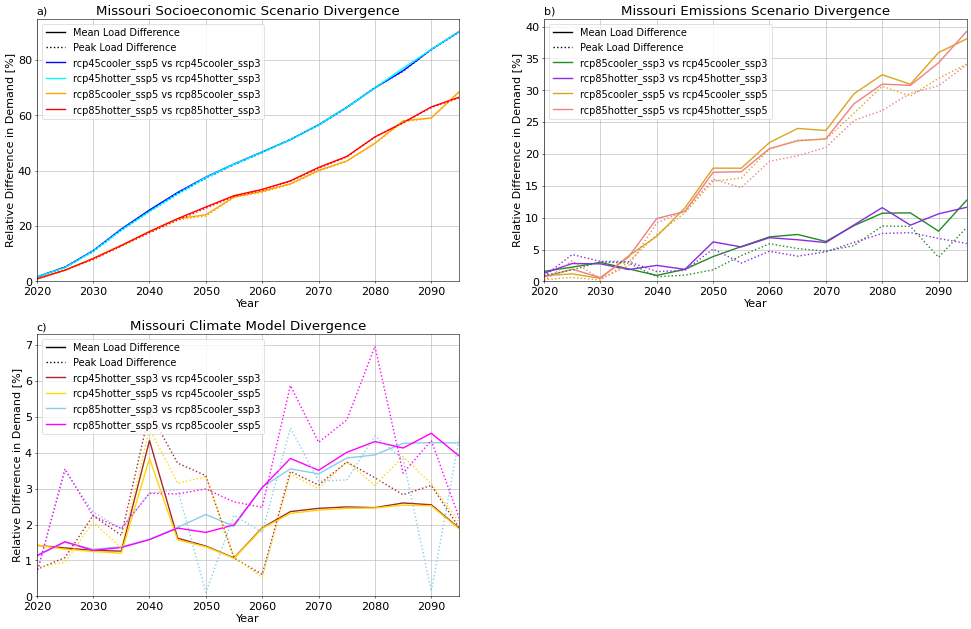 a)
Missouri Socioeconomic Scenario Divergence
Mean Load Difference
Peak Load Difference
rcp45cooler_ssp5 vs rcp45cooler_ssp3
rcp45hotter_ssp5 vs rcp45hotter_ssp3
rcp85cooler_ssp5 vs rcp85cooler_ssp3
rcp85hotter_ssp5 vs rcp85hotter_ssp3
Relative Difference in Demand [%]
80
60
40
20
0
2020 2030 2040 2050 2060 2070 2080 2090
Year
b)
Missouri Emissions Scenario Divergence
Mean Load Difference
Peak Load Difference
rcp85cooler_ssp3 vs rcp45cooler_ssp3
rcp85hotter_ssp3 vs rcp45hotter_ssp3
rcp85cooler_ssp5 vs rcp45cooler_ssp5
rcp85hotter_ssp5 vs rcp45hotter_ssp5
Relative Difference in Demand [%]
40
35
30
25
20
15
10
5
0
2020 2030 2040 2050 2060 2070 2080 2090
Year
c)
Missouri Climate Model Divergence
Mean Load Difference
Peak Load Difference
rcp45hotter_ssp3 vs rcp45cooler_ssp3
rcp45hotter_ssp5 vs rcp45cooler_ssp5
rcp85hotter_ssp3 vs rcp85cooler_ssp3
rcp85hotter_ssp5 vs rcp85cooler_ssp5
Relative Difference in Demand [%]
7
6
5
4
3
2
1
0
2020 2030 2040 2050 2060 2070 2080 2090
Year